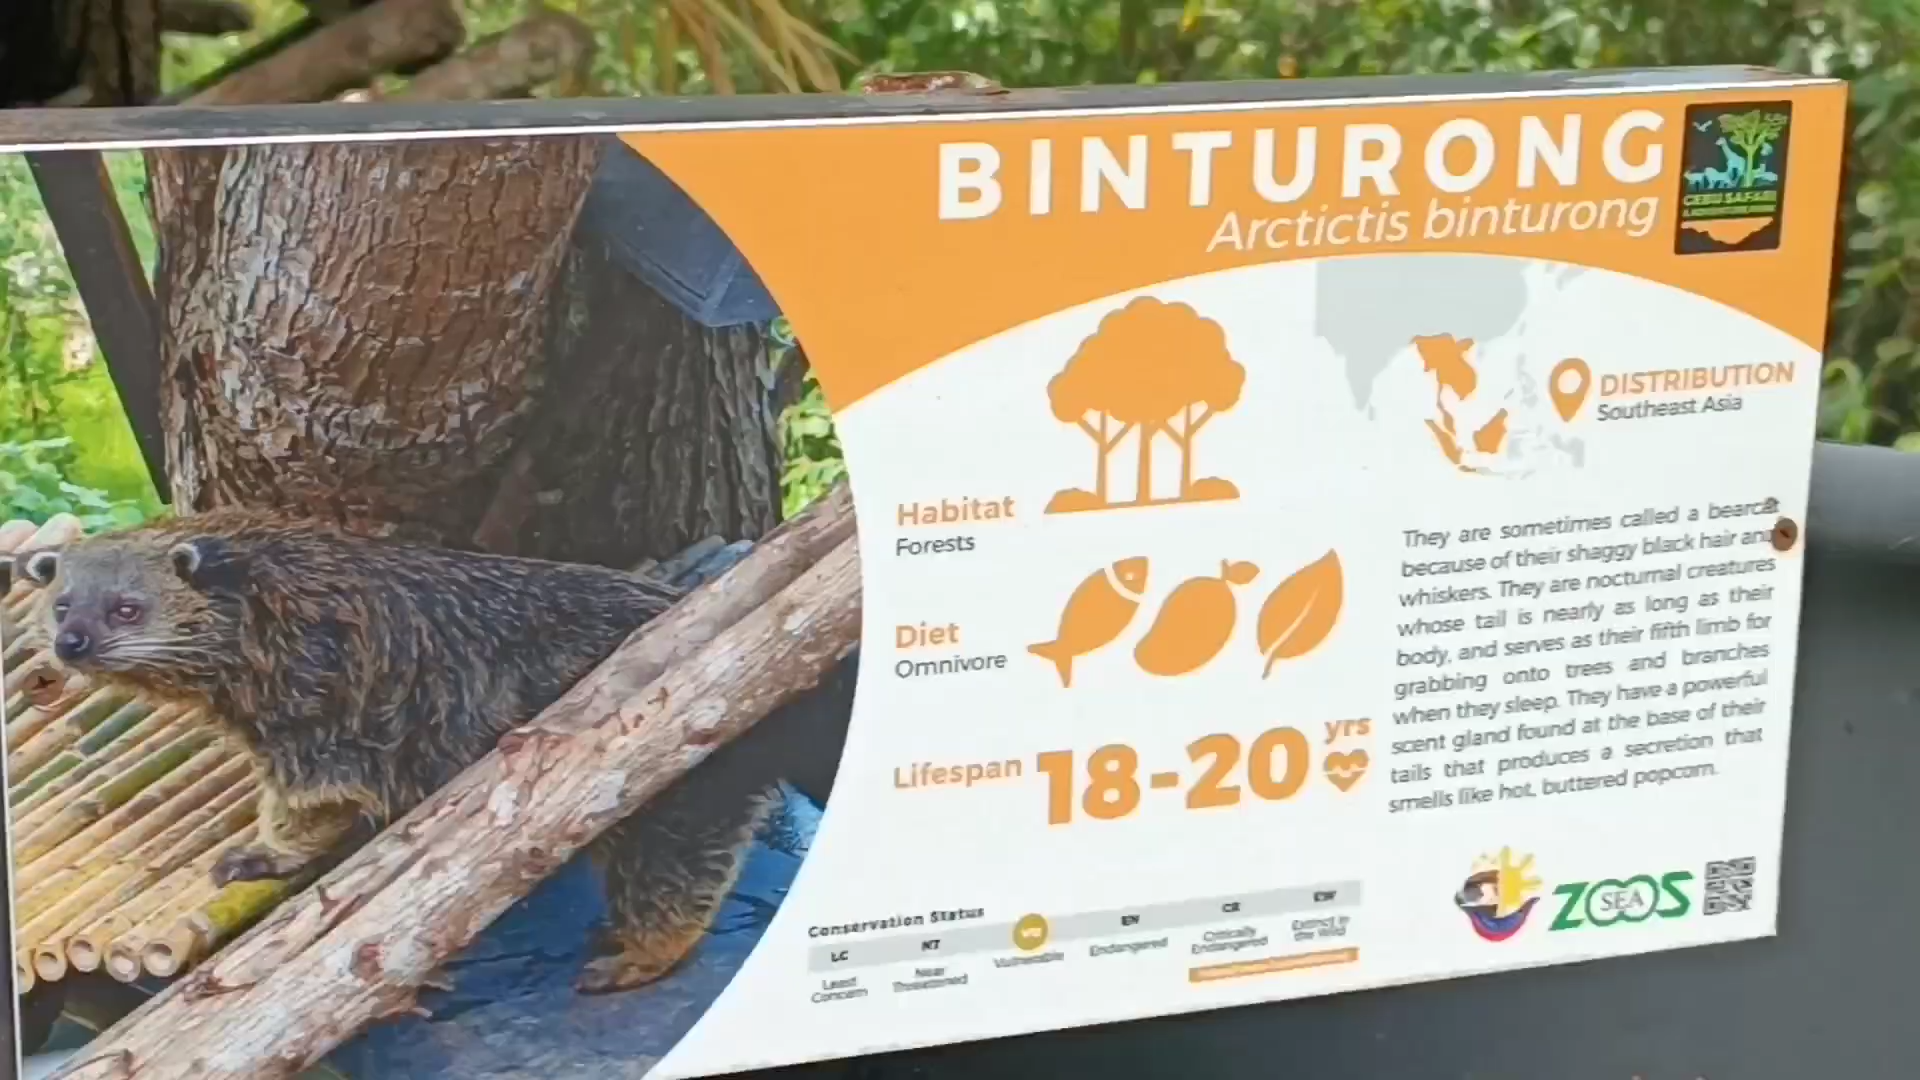 BINTURONG
Arctictis binturong
CEBU SAFARI
DISTRIBUTION
Southeast Asia
Habitat
Forests
Diet
Omnivore
Lifespan 18-20 yrs
They are sometimes called a bearcat
because of their shaggy black hair and
whiskers. They are nocturnal creatures
whose tail is nearly as long as their
body, and serves as their fifth limb for
grabbing onto trees and branches
when they sleep. They have a powerful
scent gland found at the base of their
tails that produces a secretion that
smells like hot, buttered popcorn.
Conservation Status
LC NT VU EN CR EW
Least Concern
Near Threatened
Vulnerable
Endangered
Critically Endangered
Extinct in the Wild
ZOOS
SEA